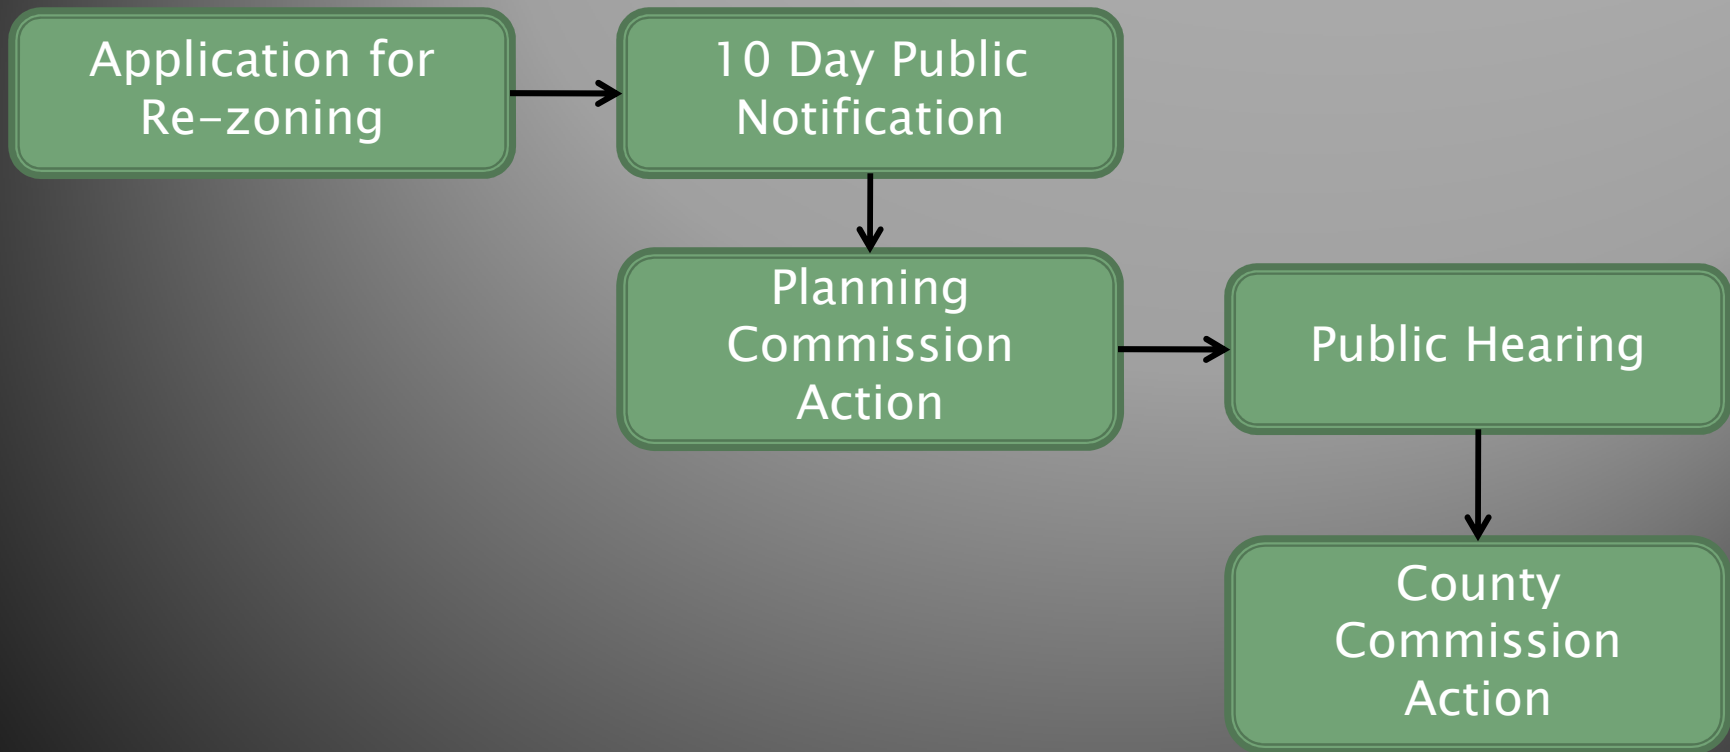 Application for
Re-zoning
10 Day Public
Notification
Planning
Commission
Action
Public Hearing
County
Commission
Action